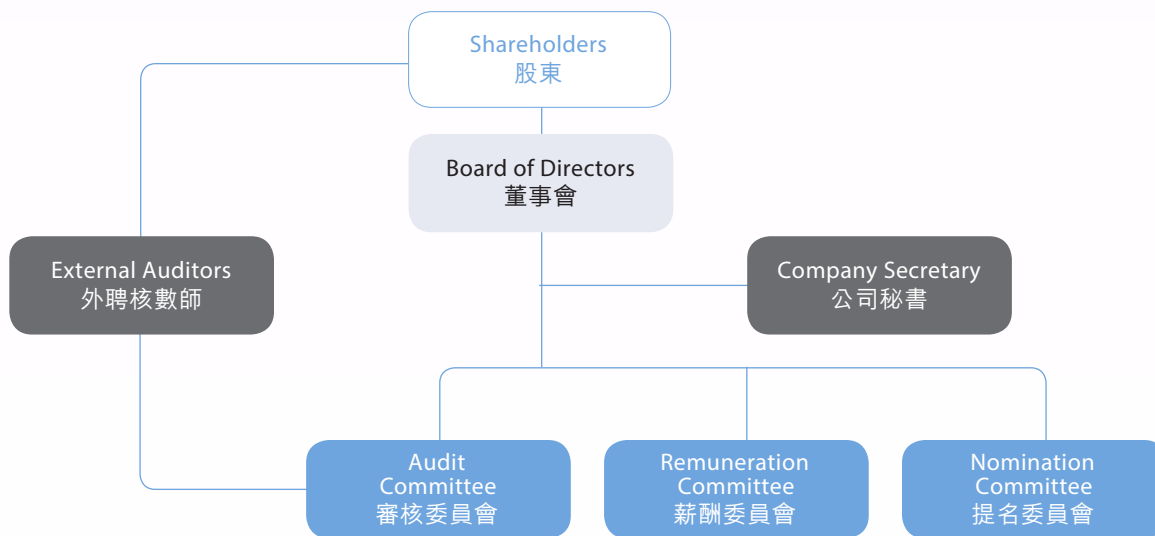 Shareholders
股東
Board of Directors
董事會
External Auditors
外聘核數師
Company Secretary
公司秘書
Audit
Committee
審核委員會
Remuneration
Committee
薪酬委員會
Nomination
Committee
提名委員會